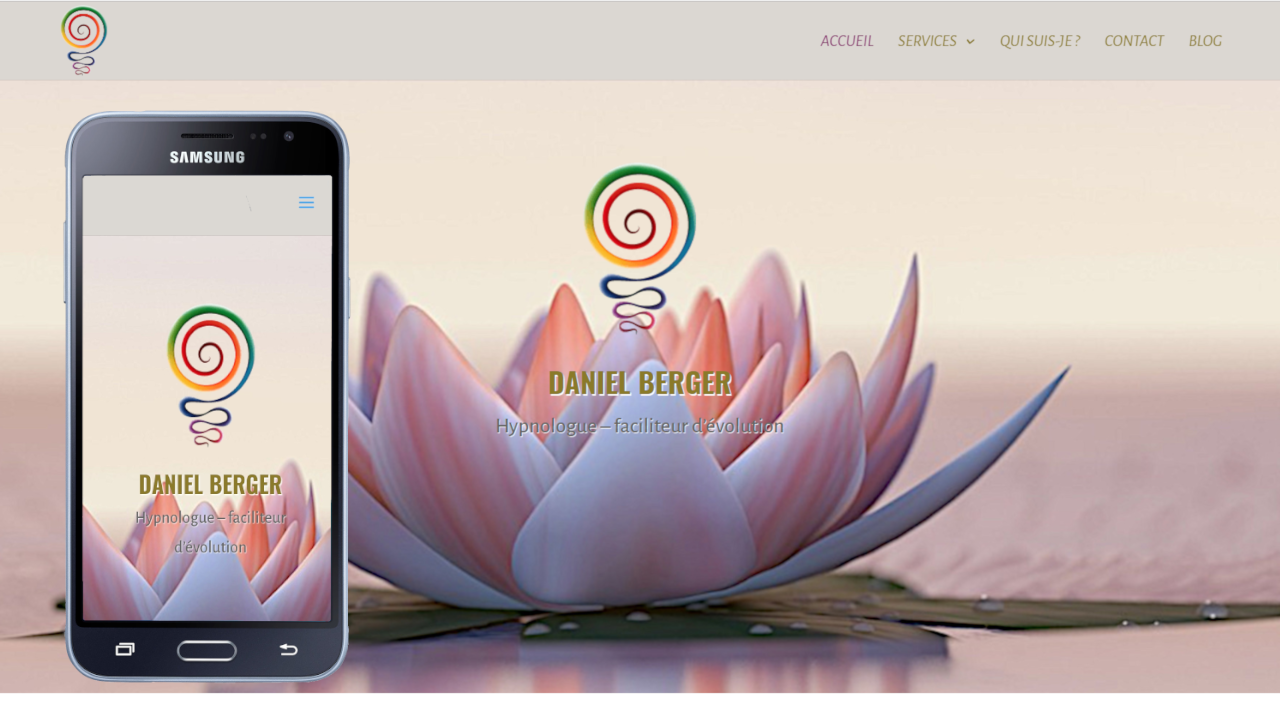 ACCUEIL SERVICES QUI SUIS-JE ? CONTACT BLOG
SAMSUNG
DANIEL BERGER
Hypnologue – faciliteur
d'évolution
DANIEL BERGER
Hypnologue – faciliteur d'évolution